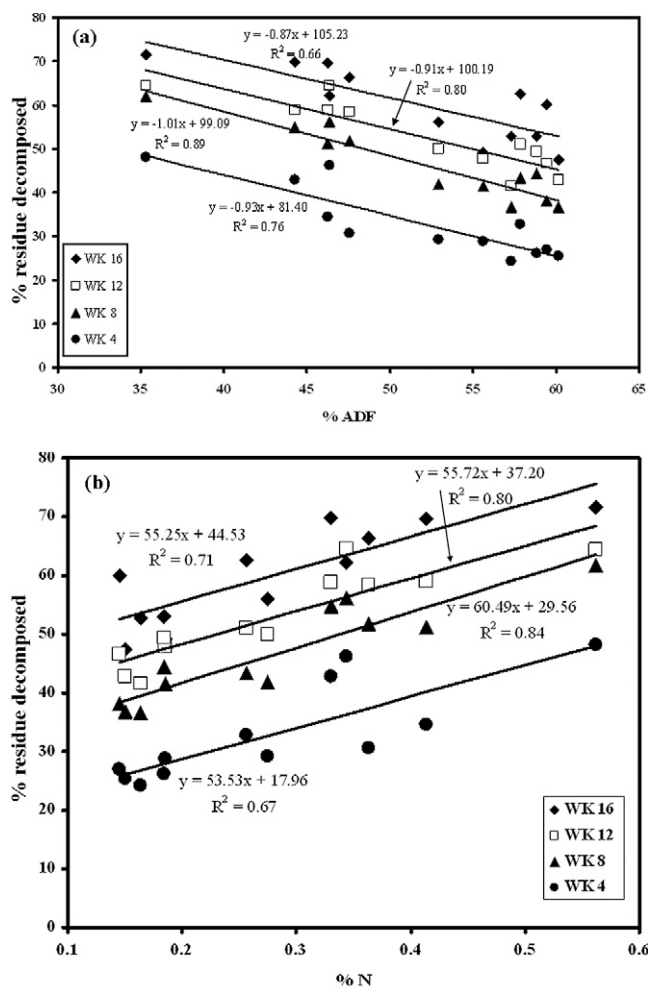 (a)
y = -0.87x + 105.23
R² = 0.66
y = -0.91x + 100.19
R² = 0.80
y = -1.01x + 99.09
R² = 0.89
y = -0.93x + 81.40
R² = 0.76
% residue decomposed
80
70
60
50
40
30
20
10
0
WK 16
WK 12
WK 8
WK 4
30 35 40 45 50 55 60 65
% ADF
(b)
y = 55.72x + 37.20
R² = 0.80
y = 55.25x + 44.53
R² = 0.71
y = 60.49x + 29.56
R² = 0.84
y = 53.53x + 17.96
R² = 0.67
% residue decomposed
80
70
60
50
40
30
20
10
0
WK 16
WK 12
WK 8
WK 4
0.1 0.2 0.3 0.4 0.5 0.6
% N